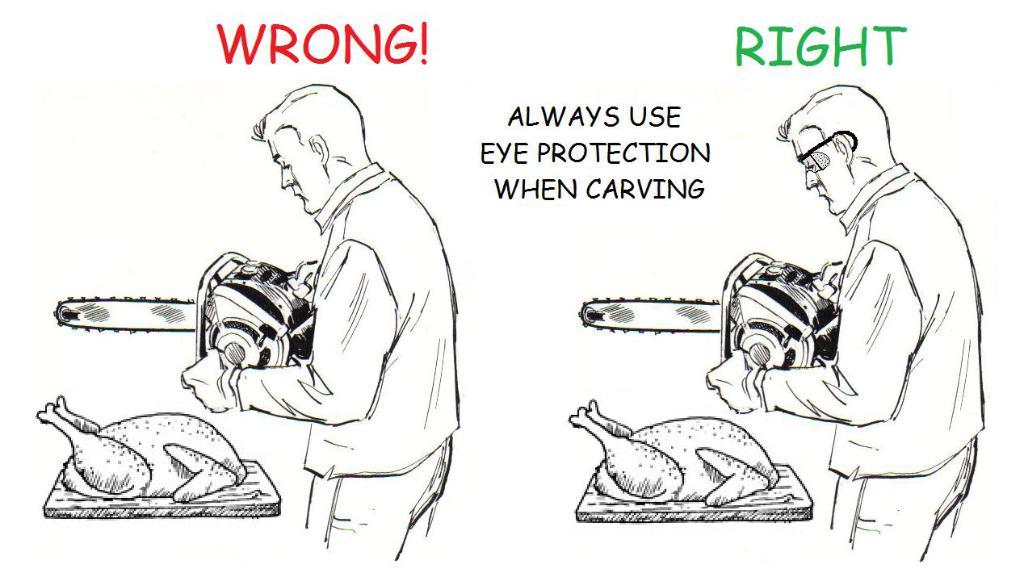 WRONG!
RIGHT
ALWAYS USE
EYE PROTECTION
WHEN CARVING